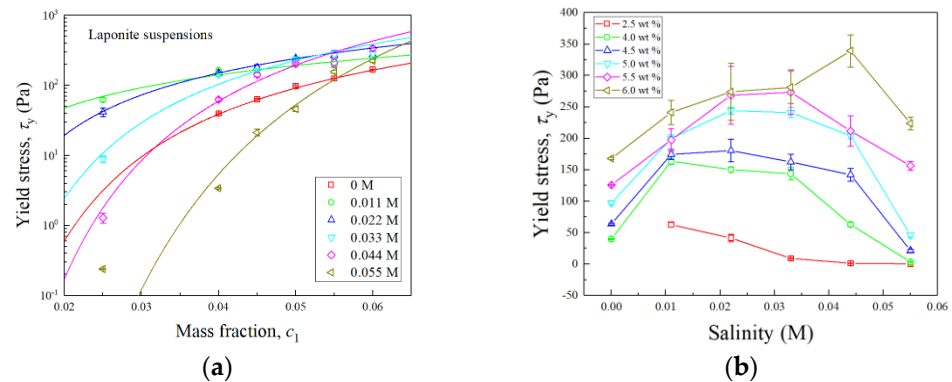 Laponite suspensions
Yield stress, τy (Pa)
10³
10²
10¹
10⁰
10⁻¹
0.02 0.03 0.04 0.05 0.06
Mass fraction, c₁
0 M
0.011 M
0.022 M
0.033 M
0.044 M
0.055 M
(a)
Yield stress, τy (Pa)
400
350
300
250
200
150
100
50
0
-50
0.00 0.01 0.02 0.03 0.04 0.05 0.06
Salinity (M)
2.5 wt %
4.0 wt %
4.5 wt %
5.0 wt %
5.5 wt %
6.0 wt %
(b)